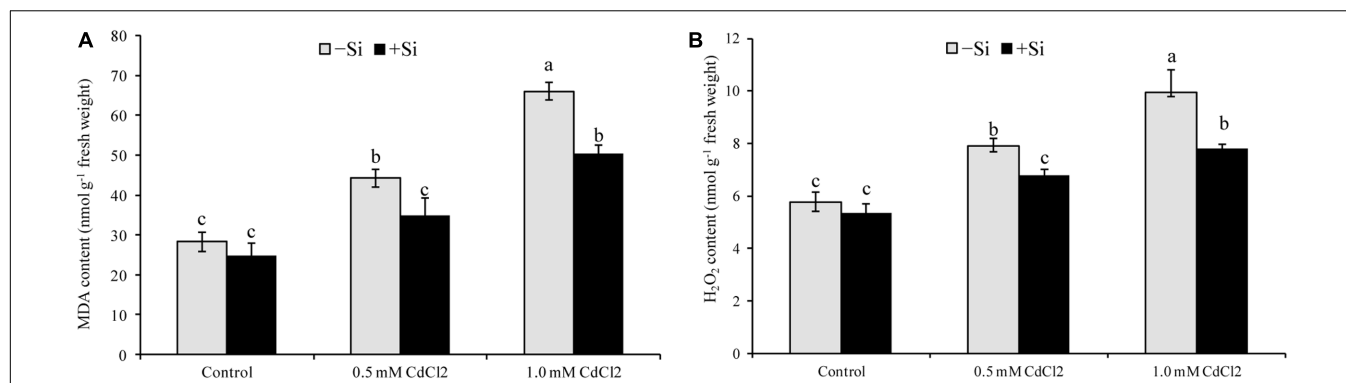 A
−Si +Si
MDA content (nmol g⁻¹ fresh weight)
80
70
60
50
40
30
20
10
0
c
c
b
c
a
b
Control 0.5 mM CdCl2 1.0 mM CdCl2
B
−Si +Si
H₂O₂ content (nmol g⁻¹ fresh weight)
12
10
8
6
4
2
0
c
c
b
c
a
b
Control 0.5 mM CdCl2 1.0 mM CdCl2